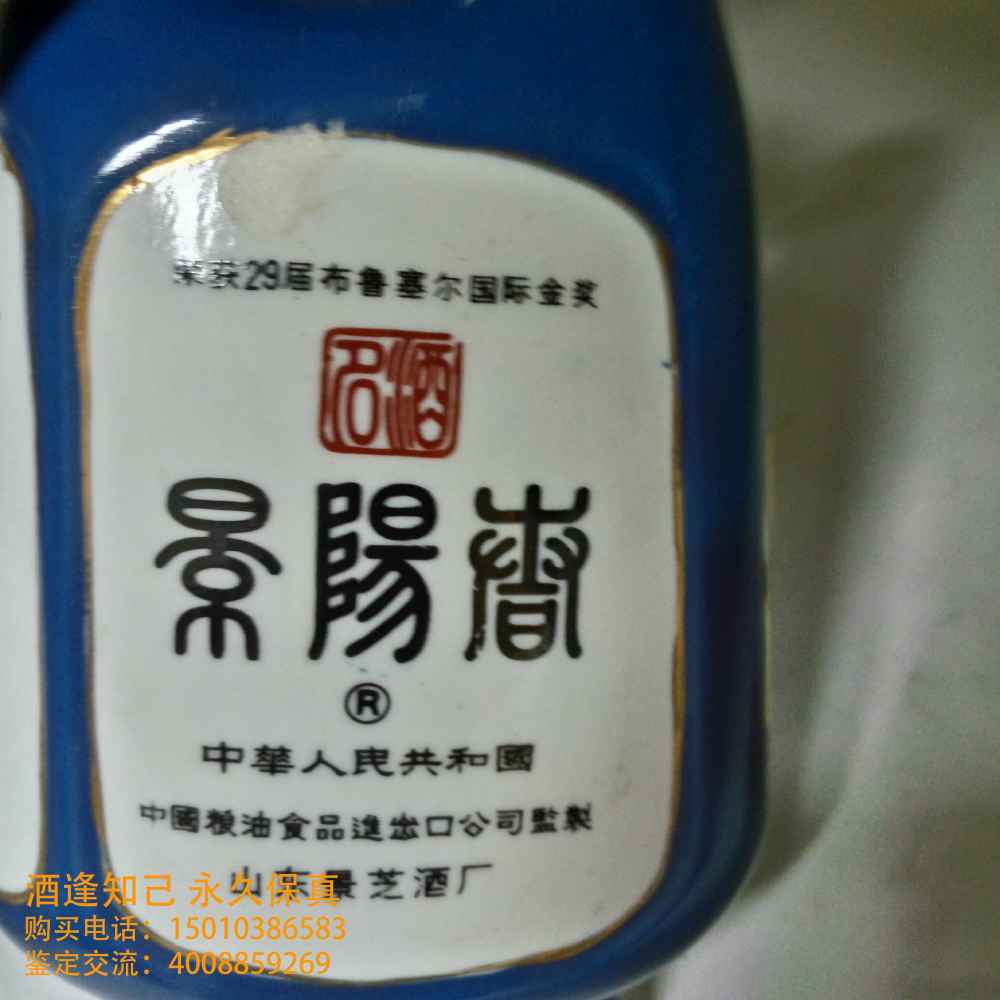 荣获29届布鲁塞尔国际金奖
名酒
景陽春
®
中華人民共和國
中國粮油食品進出口公司監製
山东景芝酒厂
酒逢知己 永久保真
购买电话：15010386583
鉴定交流：4008859269